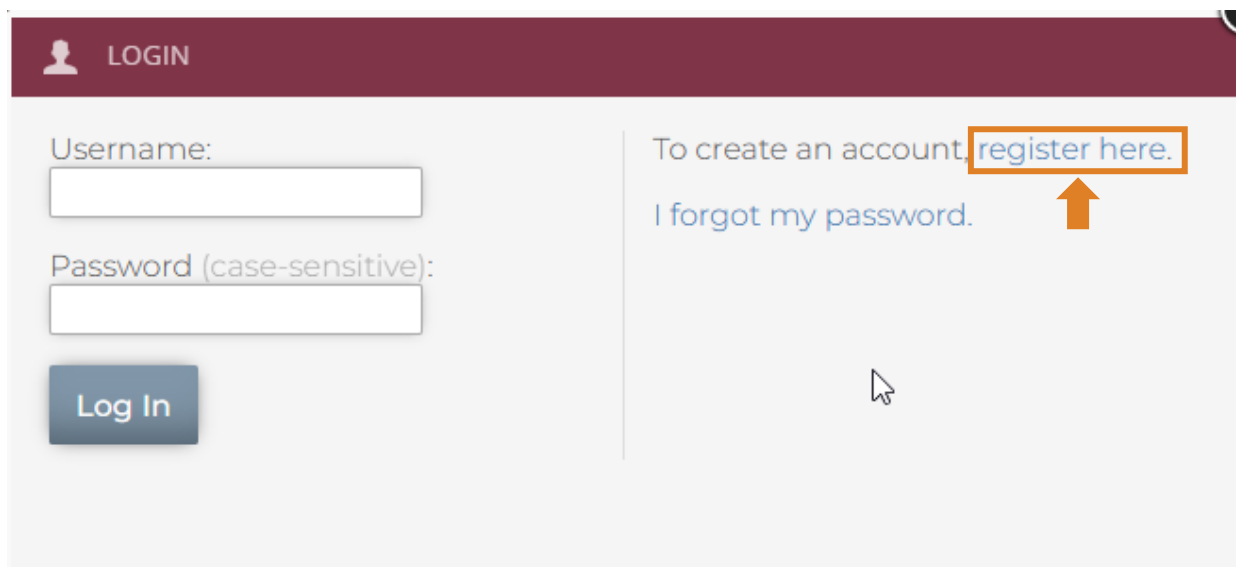 LOGIN
Username:
Password (case-sensitive):
Log In
To create an account, register here.
I forgot my password.